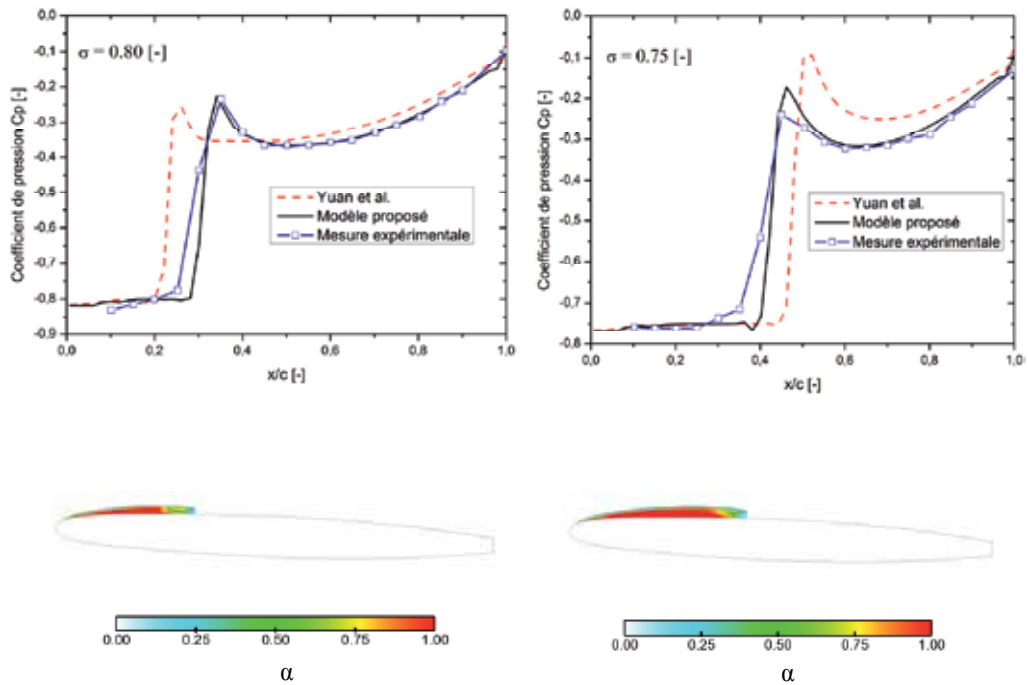 σ = 0.80 [-]
Coefficient de pression Cp [-]
0,0
-0,1
-0,2
-0,3
-0,4
-0,5
-0,6
-0,7
-0,8
-0,9
Yuan et al.
Modèle proposé
Mesure expérimentale
0,0 0,2 0,4 0,6 0,8 1,0
x/c [-]
σ = 0.75 [-]
Coefficient de pression Cp [-]
0,0
-0,1
-0,2
-0,3
-0,4
-0,5
-0,6
-0,7
-0,8
Yuan et al.
Modèle proposé
Mesure expérimentale
0,0 0,2 0,4 0,6 0,8 1,0
x/c [-]
0.00 0.25 0.50 0.75 1.00
α
0.00 0.25 0.50 0.75 1.00
α